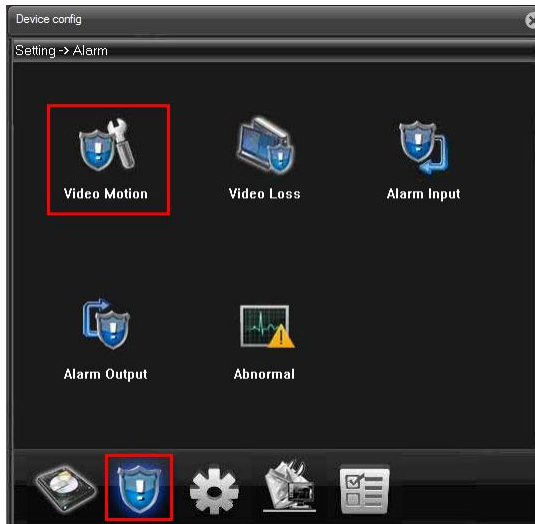 Device config
Setting -> Alarm
Video Motion
Video Loss
Alarm Input
Alarm Output
Abnormal